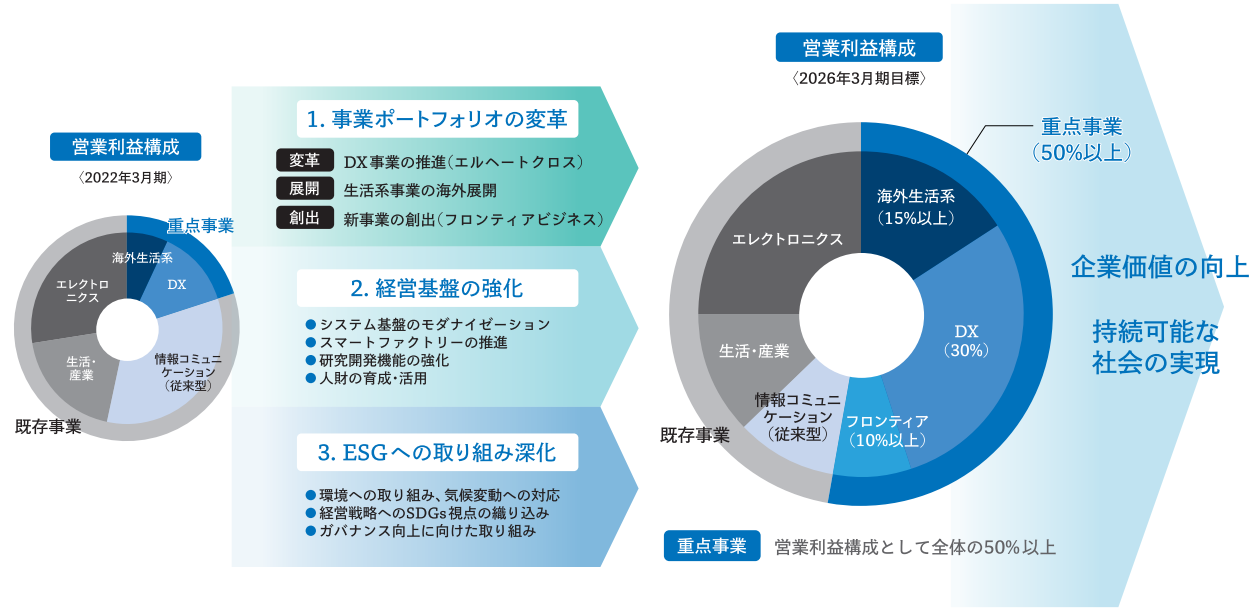 営業利益構成
〈2022年3月期〉
重点事業
海外生活系
DX
エレクトロ
ニクス
生活・
産業
情報コミュニ
ケーション
（従来型）
既存事業
1. 事業ポートフォリオの変革
変革 DX事業の推進（エルヘートクロス）
展開 生活系事業の海外展開
創出 新事業の創出（フロンティアビジネス）
2. 経営基盤の強化
● システム基盤のモダナイゼーション
● スマートファクトリーの推進
● 研究開発機能の強化
● 人財の育成・活用
3. ESGへの取り組み深化
● 環境への取り組み、気候変動への対応
● 経営戦略へのSDGs視点の織り込み
● ガバナンス向上に向けた取り組み
営業利益構成
〈2026年3月期目標〉
重点事業
（50%以上）
海外生活系
（15%以上）
エレクトロニクス
DX
（30%）
生活・産業
情報コミュニ
ケーション
（従来型）
フロンティア
（10%以上）
既存事業
重点事業 営業利益構成として全体の50%以上
企業価値の向上
持続可能な
社会の実現